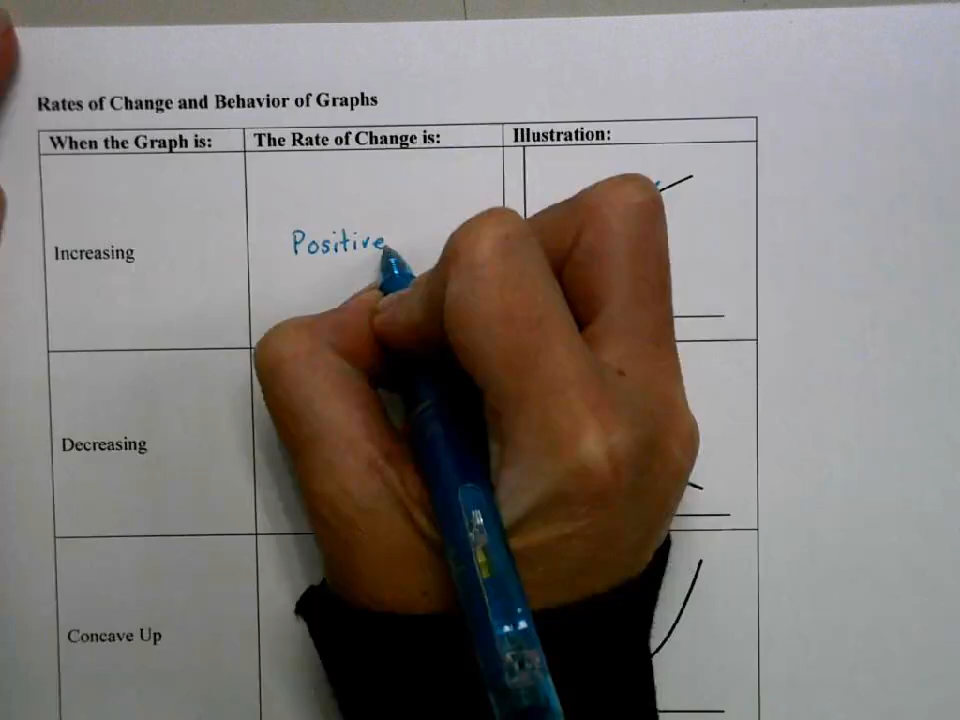 Rates of Change and Behavior of Graphs
When the Graph is: The Rate of Change is: Illustration:
Increasing Positive
Decreasing
Concave Up